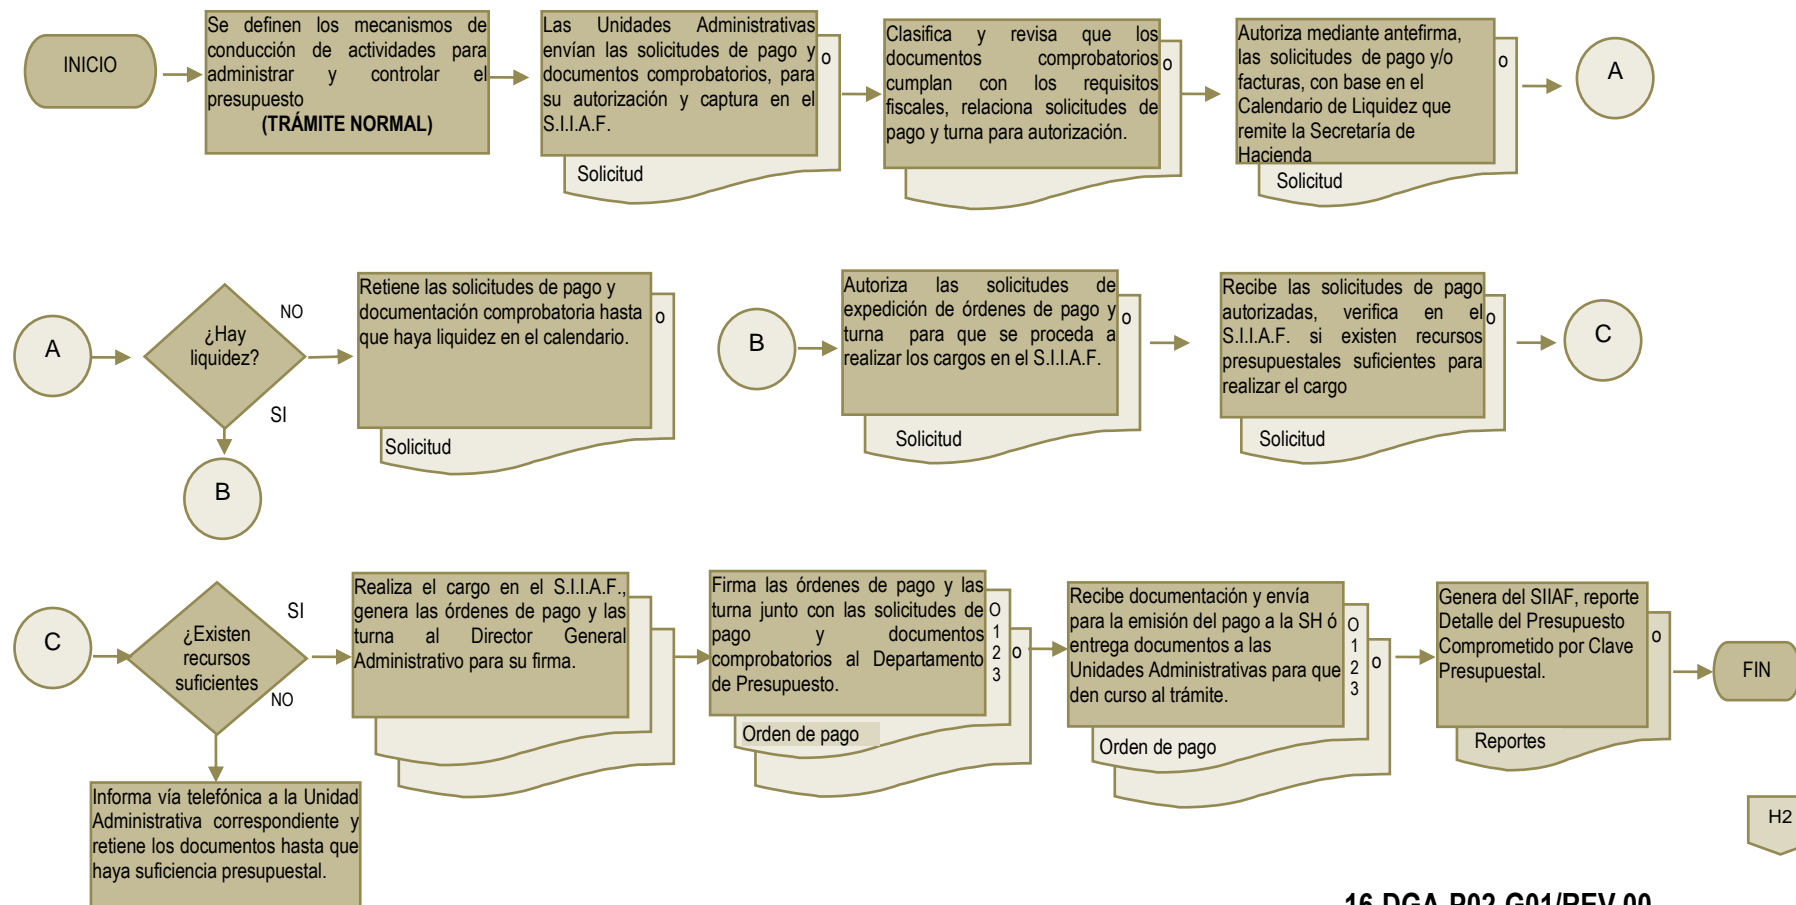 INICIO
Se definen los mecanismos de
conducción de actividades para
administrar y controlar el
presupuesto
(TRÁMITE NORMAL)
Las Unidades Administrativas
envían las solicitudes de pago y
documentos comprobatorios, para
su autorización y captura en el
S.I.I.A.F.
o
Solicitud
Clasifica y revisa que los
documentos comprobatorios
cumplan con los requisitos
fiscales, relaciona solicitudes de
pago y turna para autorización.
o
Autoriza mediante antefirma,
las solicitudes de pago y/o
facturas, con base en el
Calendario de Liquidez que
remite la Secretaría de
Hacienda
o
Solicitud
A
A
¿Hay
liquidez?
NO
SI
B
Retiene las solicitudes de pago y
documentación comprobatoria hasta
que haya liquidez en el calendario.
o
Solicitud
B
Autoriza las solicitudes de
expedición de órdenes de pago y
turna para que se proceda a
realizar los cargos en el S.I.I.A.F.
o
Solicitud
Recibe las solicitudes de pago
autorizadas, verifica en el
S.I.I.A.F. si existen recursos
presupuestales suficientes para
realizar el cargo
o
Solicitud
C
C
¿Existen
recursos
suficientes
SI
NO
Informa vía telefónica a la Unidad
Administrativa correspondiente y
retiene los documentos hasta que
haya suficiencia presupuestal.
Realiza el cargo en el S.I.I.A.F.,
genera las órdenes de pago y las
turna al Director General
Administrativo para su firma.
Firma las órdenes de pago y las
turna junto con las solicitudes de
pago y documentos
comprobatorios al Departamento
de Presupuesto.
O
1
2
3
o
Orden de pago
Recibe documentación y envía
para la emisión del pago a la SH ó
entrega documentos a las
Unidades Administrativas para que
den curso al trámite.
O
1
2
3
o
Orden de pago
Genera del SIIAF, reporte
Detalle del Presupuesto
Comprometido por Clave
Presupuestal.
o
Reportes
FIN
H2
16-DGA-P02-G01/REV.00